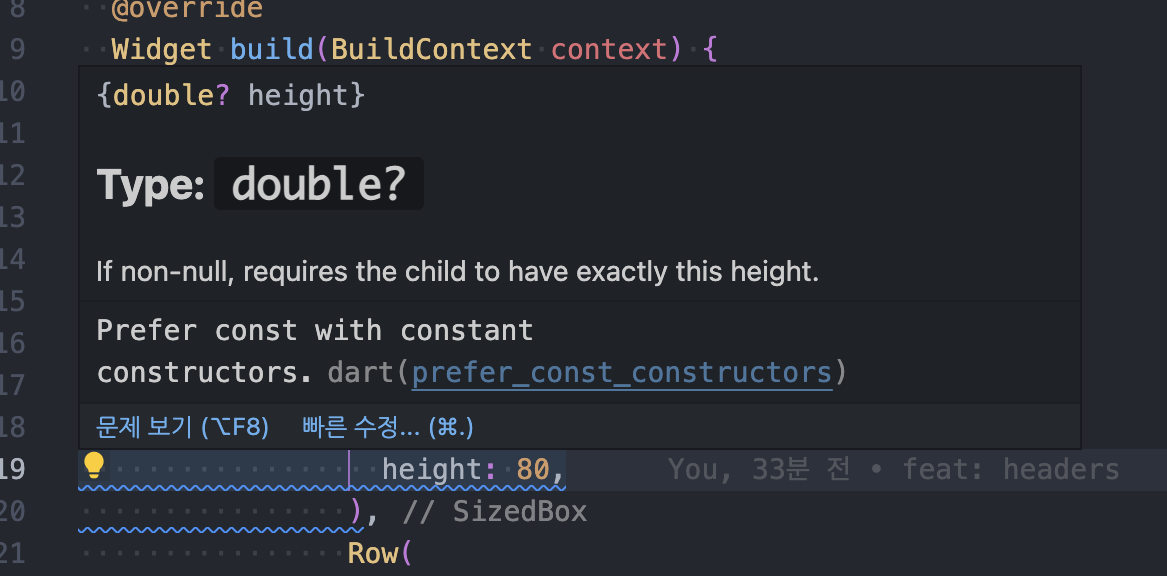 8 @override
9 Widget build(BuildContext context) {
10 {double? height}
11
12 Type: double?
13
14 If non-null, requires the child to have exactly this height.
15
16 Prefer const with constant
17 constructors. dart(prefer_const_constructors)
18 문제 보기 (⌥F8) 빠른 수정... (⌘.)
19 height: 80, You, 33분 전 • feat: headers
20 ), // SizedBox
21 Row(